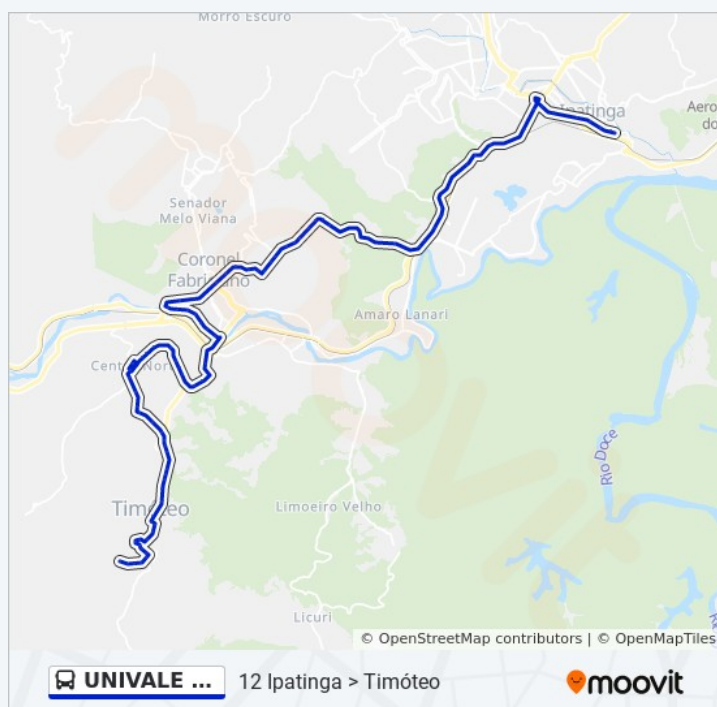 Morro Escuro
Ipatinga
Aero
do
Senador
Melo Viana
Coronel
Fabriciano
Amaro Lanari
Centro Nor
Rio Doce
Timóteo
Limoeiro Velho
Licuri
© OpenStreetMap contributors | © OpenMapTiles
UNIVALE ...
12 Ipatinga > Timóteo
moovit